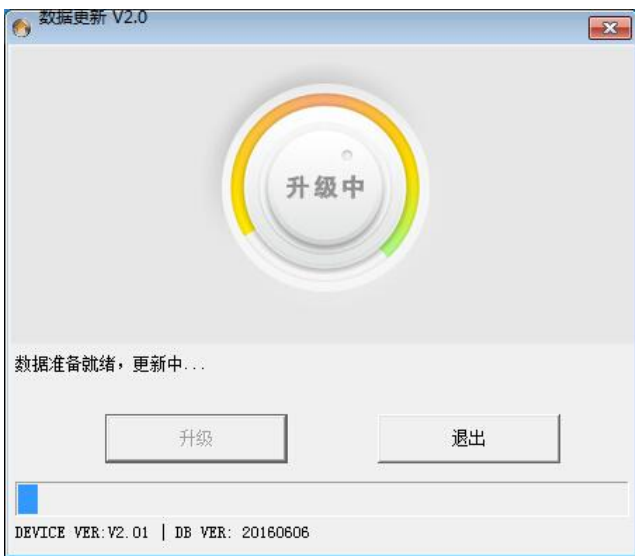 数据更新 V2.0
升级中
数据准备就绪，更新中...
升级
退出
DEVICE VER:V2.01 | DB VER: 20160606